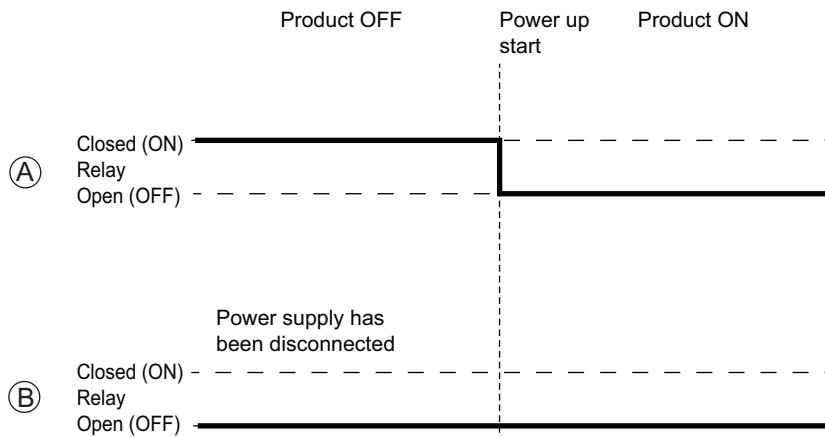 Product OFF
Power up
start
Product ON
A
Closed (ON)
Relay
Open (OFF)
Power supply has
been disconnected
B
Closed (ON)
Relay
Open (OFF)